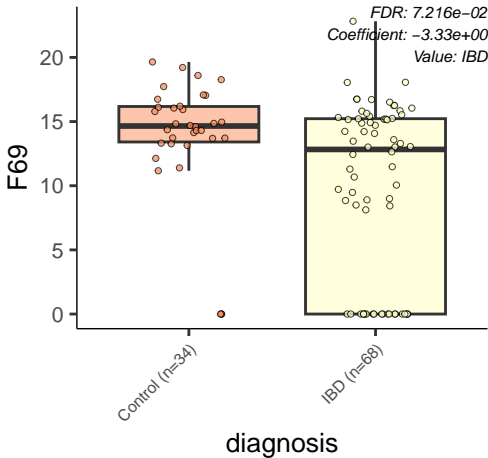 FDR: 7.216e−02
Coefficient: −3.33e+00
Value: IBD
F69
20
15
10
5
0
Control (n=34)
IBD (n=68)
diagnosis